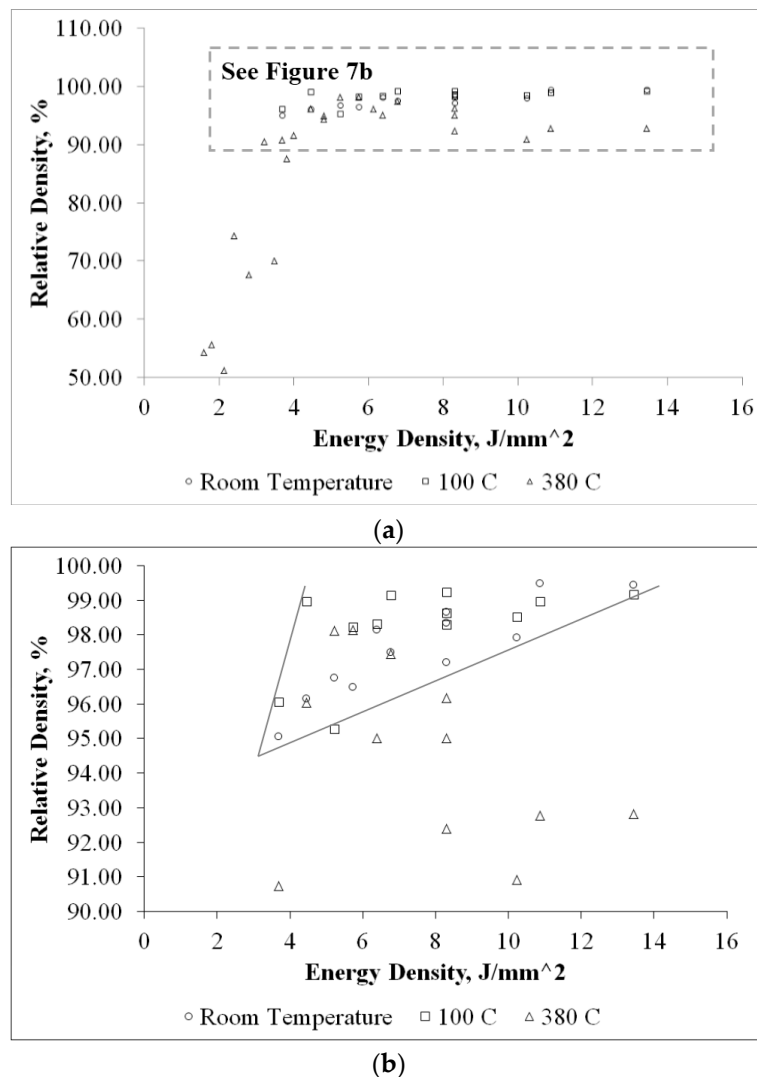 110.00
See Figure 7b
100.00
90.00
80.00
70.00
60.00
50.00
Relative Density, %
0 2 4 6 8 10 12 14 16
Energy Density, J/mm^2
Room Temperature 100 C 380 C
(a)
100.00
99.00
98.00
97.00
96.00
95.00
94.00
93.00
92.00
91.00
90.00
Relative Density, %
0 2 4 6 8 10 12 14 16
Energy Density, J/mm^2
Room Temperature 100 C 380 C
(b)